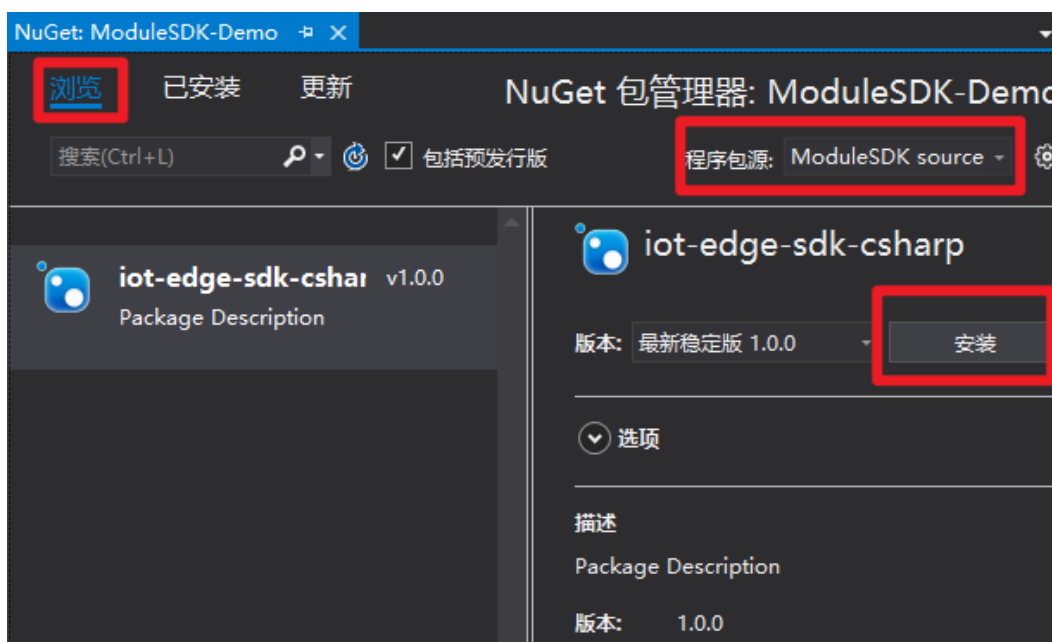 NuGet: ModuleSDK-Demo
浏览 已安装 更新
NuGet 包管理器: ModuleSDK-Demo
搜索(Ctrl+L) 包括预发行版 程序包源: ModuleSDK source
iot-edge-sdk-cshar v1.0.0
Package Description
iot-edge-sdk-csharp
版本: 最新稳定版 1.0.0 安装
选项
描述
Package Description
版本: 1.0.0